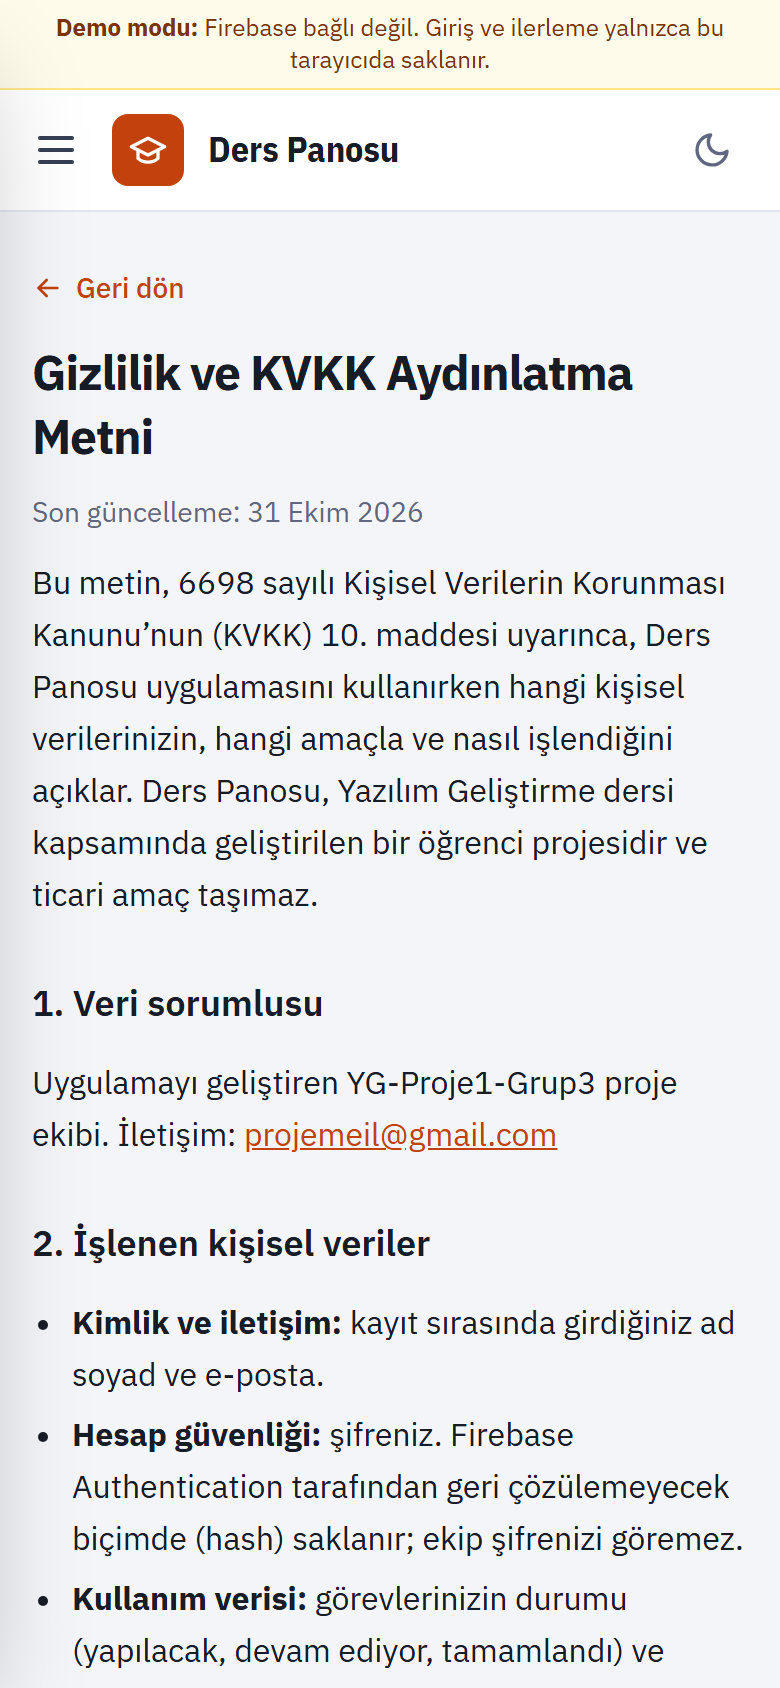 Demo modu: Firebase bağlı değil. Giriş ve ilerleme yalnızca bu
tarayıcıda saklanır.
Ders Panosu
← Geri dön
Gizlilik ve KVKK Aydınlatma
Metni
Son güncelleme: 31 Ekim 2026
Bu metin, 6698 sayılı Kişisel Verilerin Korunması
Kanunu’nun (KVKK) 10. maddesi uyarınca, Ders
Panosu uygulamasını kullanırken hangi kişisel
verilerinizin, hangi amaçla ve nasıl işlendiğini
açıklar. Ders Panosu, Yazılım Geliştirme dersi
kapsamında geliştirilen bir öğrenci projesidir ve
ticari amaç taşımaz.
1. Veri sorumlusu
Uygulamayı geliştiren YG-Proje1-Grup3 proje
ekibi. İletişim: projemeil@gmail.com
2. İşlenen kişisel veriler
• Kimlik ve iletişim: kayıt sırasında girdiğiniz ad
soyad ve e-posta.
• Hesap güvenliği: şifreniz. Firebase
Authentication tarafından geri çözülemeyecek
biçimde (hash) saklanır; ekip şifrenizi göremez.
• Kullanım verisi: görevlerinizin durumu
(yapılacak, devam ediyor, tamamlandı) ve